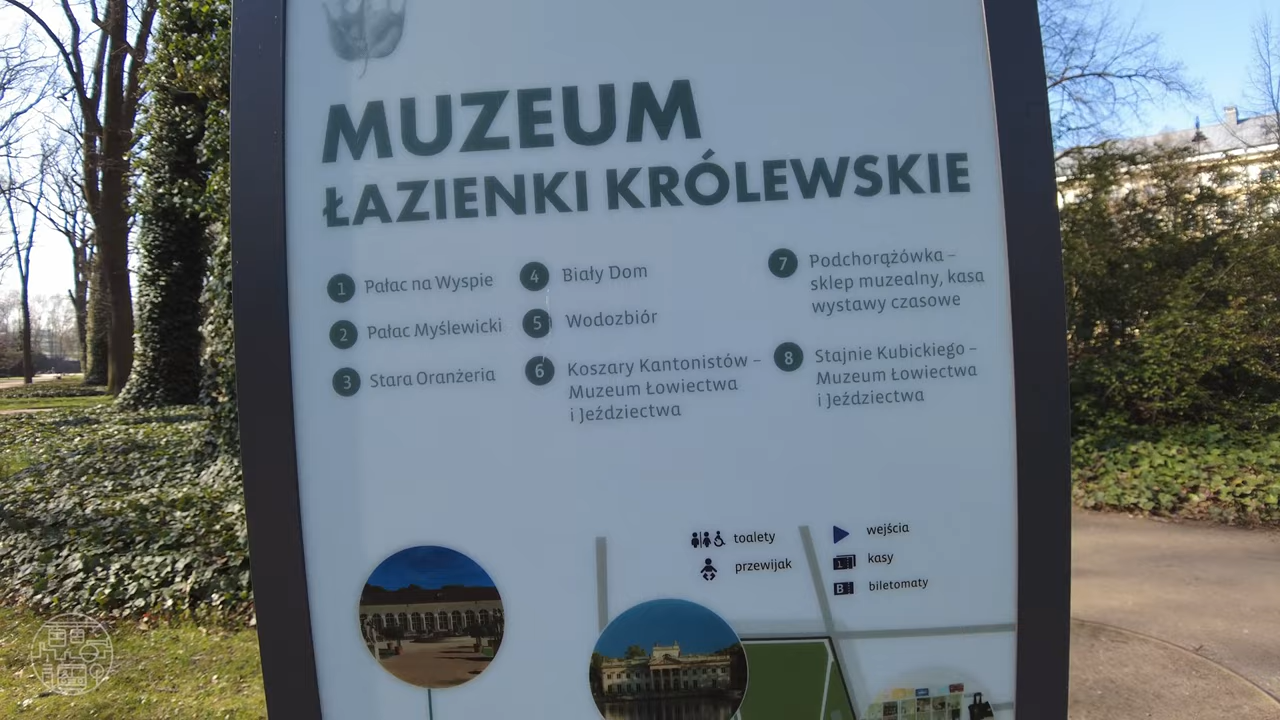 MUZEUM
ŁAZIENKI KRÓLEWSKIE
1 Pałac na Wyspie
2 Pałac Myślewicki
3 Stara Oranżeria
4 Biały Dom
5 Wodozbiór
6 Koszary Kantonistów –
Muzeum Łowiectwa
i Jeździectwa
7 Podchorążówka –
sklep muzealny, kasa
wystawy czasowe
8 Stajnie Kubickiego –
Muzeum Łowiectwa
i Jeździectwa
toalety
przewijak
wejścia
kasy
B biletomaty